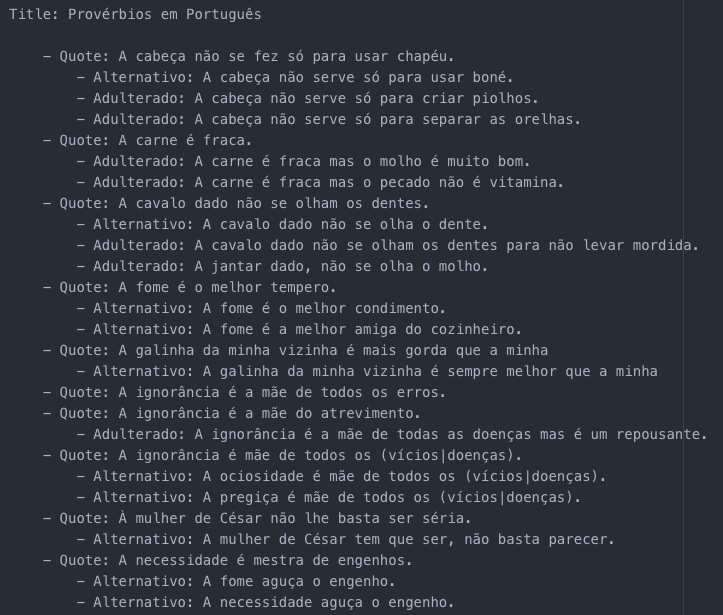 Title: Provérbios em Português
- Quote: A cabeça não se fez só para usar chapéu.
- Alternativo: A cabeça não serve só para usar boné.
- Adulterado: A cabeça não serve só para criar piolhos.
- Adulterado: A cabeça não serve só para separar as orelhas.
- Quote: A carne é fraca.
- Adulterado: A carne é fraca mas o molho é muito bom.
- Adulterado: A carne é fraca mas o pecado não é vitamina.
- Quote: A cavalo dado não se olham os dentes.
- Alternativo: A cavalo dado não se olha o dente.
- Adulterado: A cavalo dado não se olham os dentes para não levar mordida.
- Adulterado: A jantar dado, não se olha o molho.
- Quote: A fome é o melhor tempero.
- Alternativo: A fome é o melhor condimento.
- Alternativo: A fome é a melhor amiga do cozinheiro.
- Quote: A galinha da minha vizinha é mais gorda que a minha
- Alternativo: A galinha da minha vizinha é sempre melhor que a minha
- Quote: A ignorância é a mãe de todos os erros.
- Quote: A ignorância é a mãe do atrevimento.
- Adulterado: A ignorância é a mãe de todas as doenças mas é um repousante.
- Quote: A ignorância é mãe de todos os (vícios|doenças).
- Alternativo: A ociosidade é mãe de todos os (vícios|doenças).
- Alternativo: A pregiça é mãe de todos os (vícios|doenças).
- Quote: À mulher de César não lhe basta ser séria.
- Alternativo: A mulher de César tem que ser, não basta parecer.
- Quote: A necessidade é mestra de engenhos.
- Alternativo: A fome aguça o engenho.
- Alternativo: A necessidade aguça o engenho.